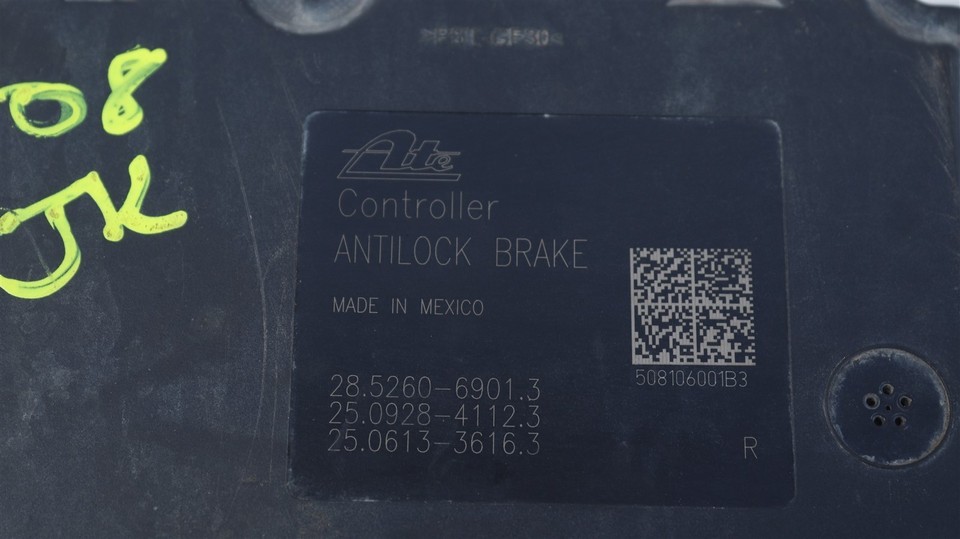 08
JK
Ate
Controller
ANTILOCK BRAKE
MADE IN MEXICO
508106001B3
28.5260-6901.3
25.0928-4112.3
25.0613-3616.3
R